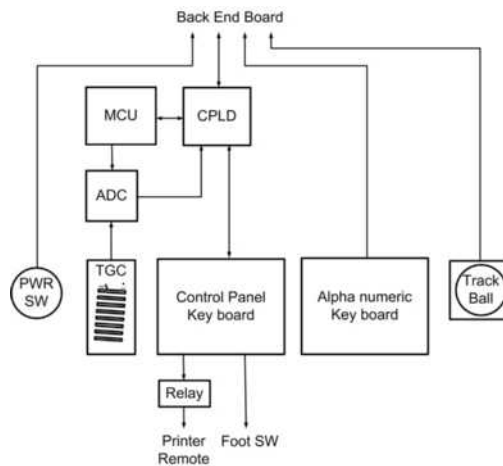 Back End Board
MCU
CPLD
ADC
PWR
SW
TGC
Control Panel
Key board
Alpha numeric
Key board
Track
Ball
Relay
Printer
Remote
Foot SW